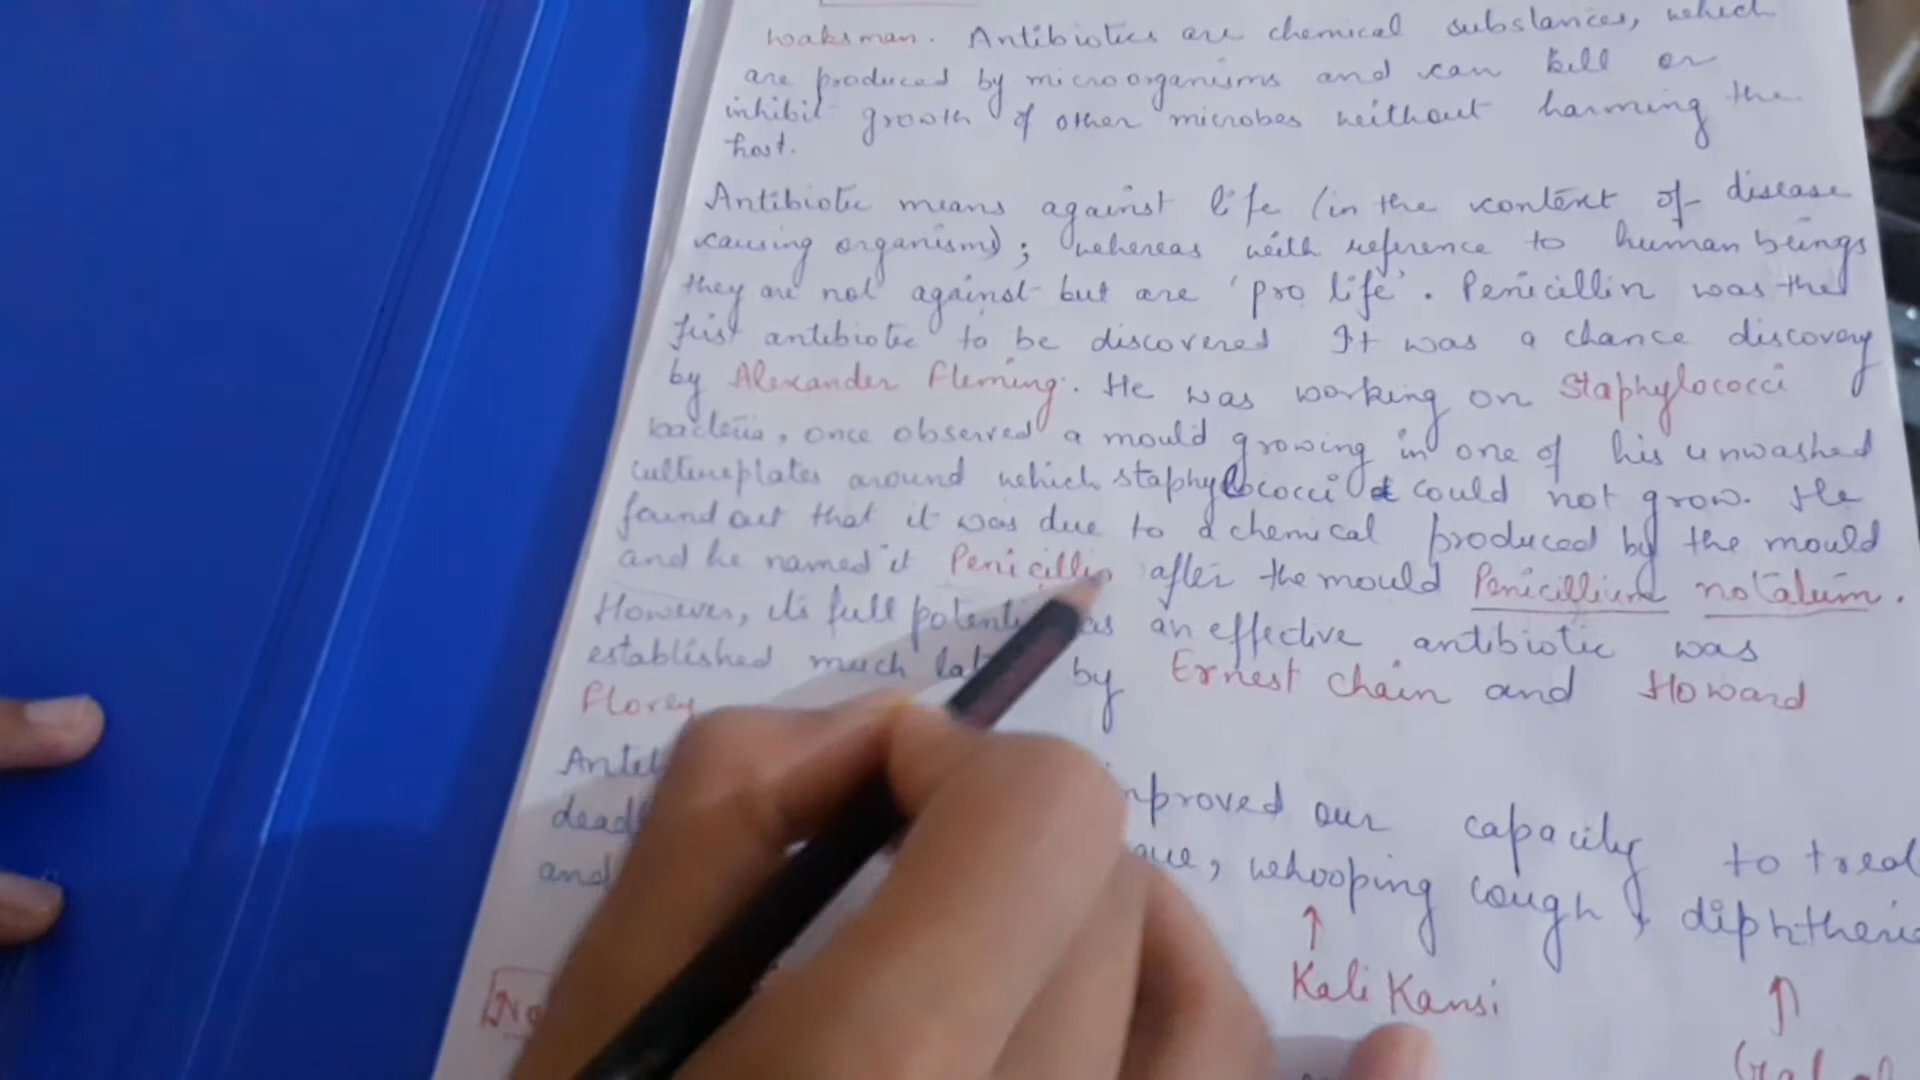 waksman. Antibiotics are chemical substances, which
are produced by microorganisms and can kill or
inhibit growth of other microbes without harming the
host.
Antibiotic means against life (in the context of disease
causing organism); whereas with reference to human beings
they are not against but are 'pro life'. Penicillin was the
first antibiotic to be discovered It was a chance discovery
by Alexander Fleming. He was working on Staphylococci
bacteria, once observed a mould growing in one of his unwashed
cultureplates around which staphylococci could not grow. He
found out that it was due to a chemical produced by the mould
and he named it Penicillin after the mould Penicillium notatum.
However, its full as an effective antibiotic was
established much by Ernest Chain and Howard
Florey
improved our capacity to treat
whooping cough & diphtheria
↑
Kali Kansi
↑